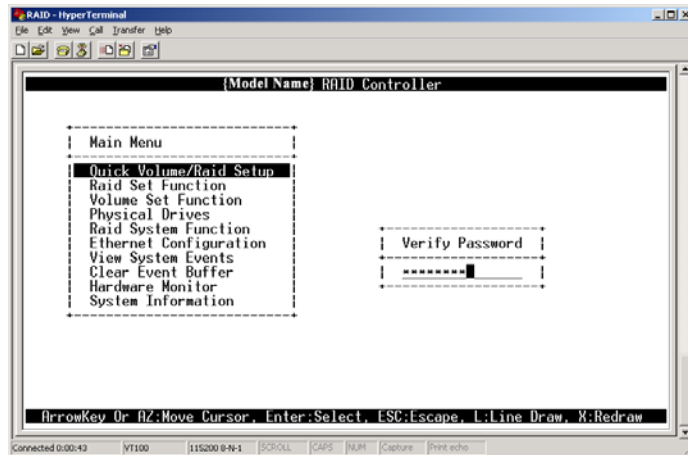 RAID - HyperTerminal
File Edit View Call Transfer Help
{Model Name} RAID Controller
Main Menu
Quick Volume/Raid Setup
Raid Set Function
Volume Set Function
Physical Drives
Raid System Function
Ethernet Configuration
View System Events
Clear Event Buffer
Hardware Monitor
System Information
Verify Password
********
ArrowKey Or AZ:Move Cursor, Enter:Select, ESC:Escape, L:Line Draw, X:Redraw
Connected 0:00:43 VT100 115200 8-N-1 SCROLL CAPS NUM Capture Print echo